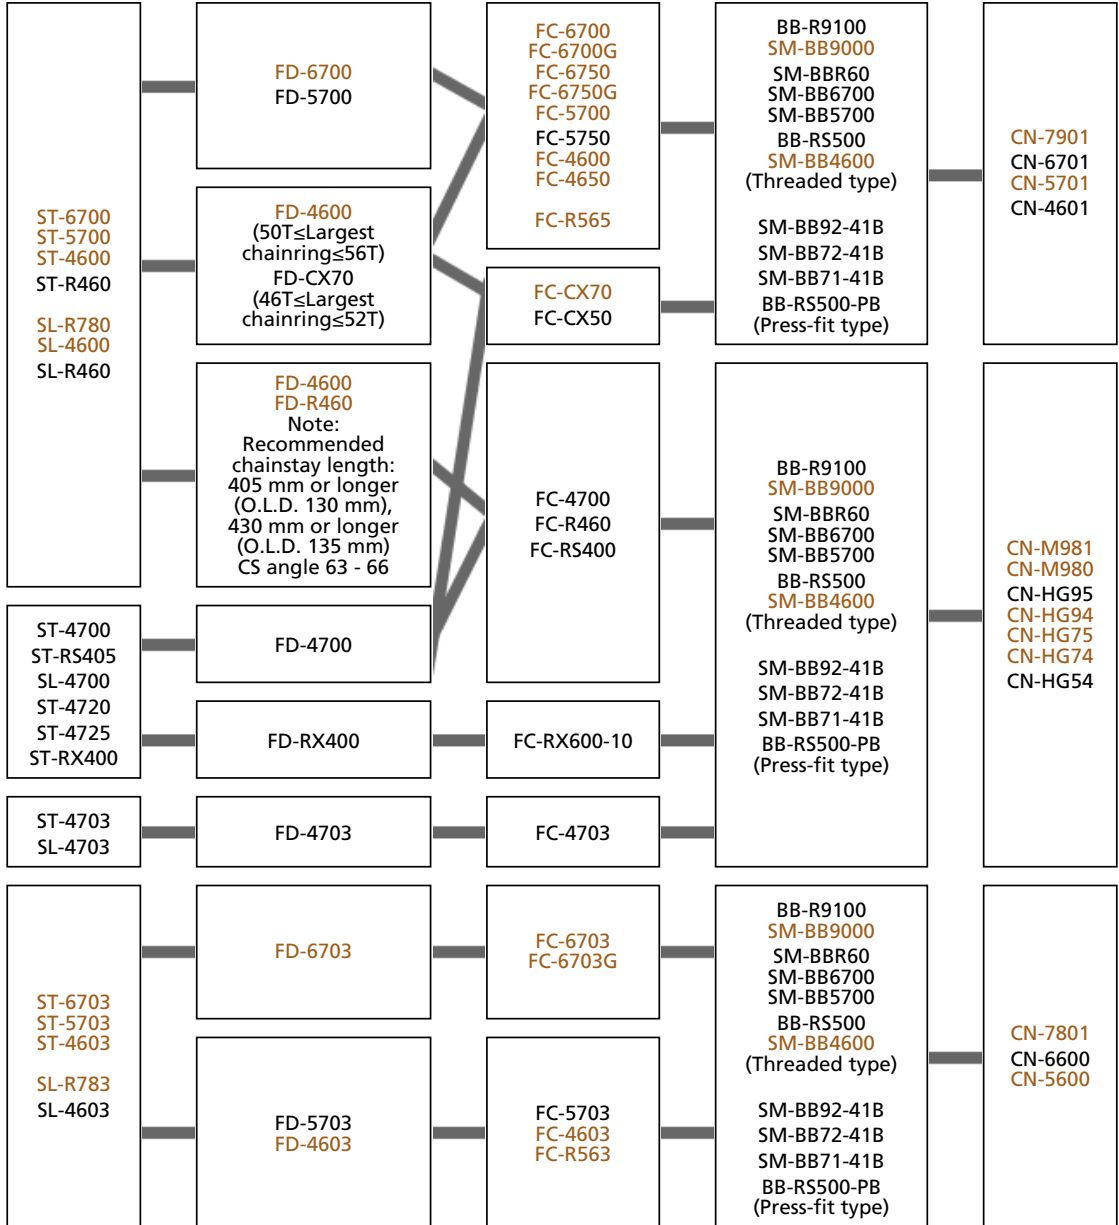 ST-6700
ST-5700
ST-4600
ST-R460
SL-R780
SL-4600
SL-R460
FD-6700
FD-5700
FD-4600
(50T≤Largest
chainring≤56T)
FD-CX70
(46T≤Largest
chainring≤52T)
FD-4600
FD-R460
Note:
Recommended
chainstay length:
405 mm or longer
(O.L.D. 130 mm),
430 mm or longer
(O.L.D. 135 mm)
CS angle 63 - 66
FC-6700
FC-6700G
FC-6750
FC-6750G
FC-5700
FC-5750
FC-4600
FC-4650
FC-R565
FC-CX70
FC-CX50
BB-R9100
SM-BB9000
SM-BBR60
SM-BB6700
SM-BB5700
BB-RS500
SM-BB4600
(Threaded type)
SM-BB92-41B
SM-BB72-41B
SM-BB71-41B
BB-RS500-PB
(Press-fit type)
CN-7901
CN-6701
CN-5701
CN-4601
ST-4700
ST-RS405
SL-4700
ST-4720
ST-4725
ST-RX400
FD-4700
FD-RX400
FC-4700
FC-R460
FC-RS400
FC-RX600-10
ST-4703
SL-4703
FD-4703
FC-4703
BB-R9100
SM-BB9000
SM-BBR60
SM-BB6700
SM-BB5700
BB-RS500
SM-BB4600
(Threaded type)
SM-BB92-41B
SM-BB72-41B
SM-BB71-41B
BB-RS500-PB
(Press-fit type)
CN-M981
CN-M980
CN-HG95
CN-HG94
CN-HG75
CN-HG74
CN-HG54
ST-6703
ST-5703
ST-4603
SL-R783
SL-4603
FD-6703
FC-6703
FC-6703G
FD-5703
FD-4603
FC-5703
FC-4603
FC-R563
BB-R9100
SM-BB9000
SM-BBR60
SM-BB6700
SM-BB5700
BB-RS500
SM-BB4600
(Threaded type)
SM-BB92-41B
SM-BB72-41B
SM-BB71-41B
BB-RS500-PB
(Press-fit type)
CN-7801
CN-6600
CN-5600